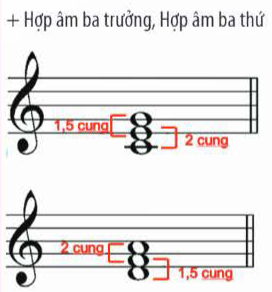 + Hợp âm ba trưởng, Hợp âm ba thứ
1,5 cung
2 cung
2 cung
1,5 cung